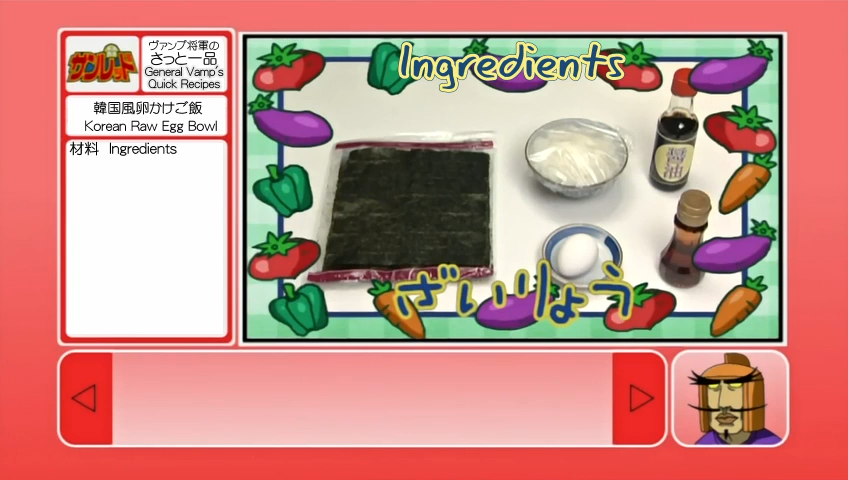 サンレッド
ヴァンプ将軍の
さっと一品
General Vamp's
Quick Recipes
韓国風卵かけご飯
Korean Raw Egg Bowl
材料 Ingredients
Ingredients
醤油
ざいりょう